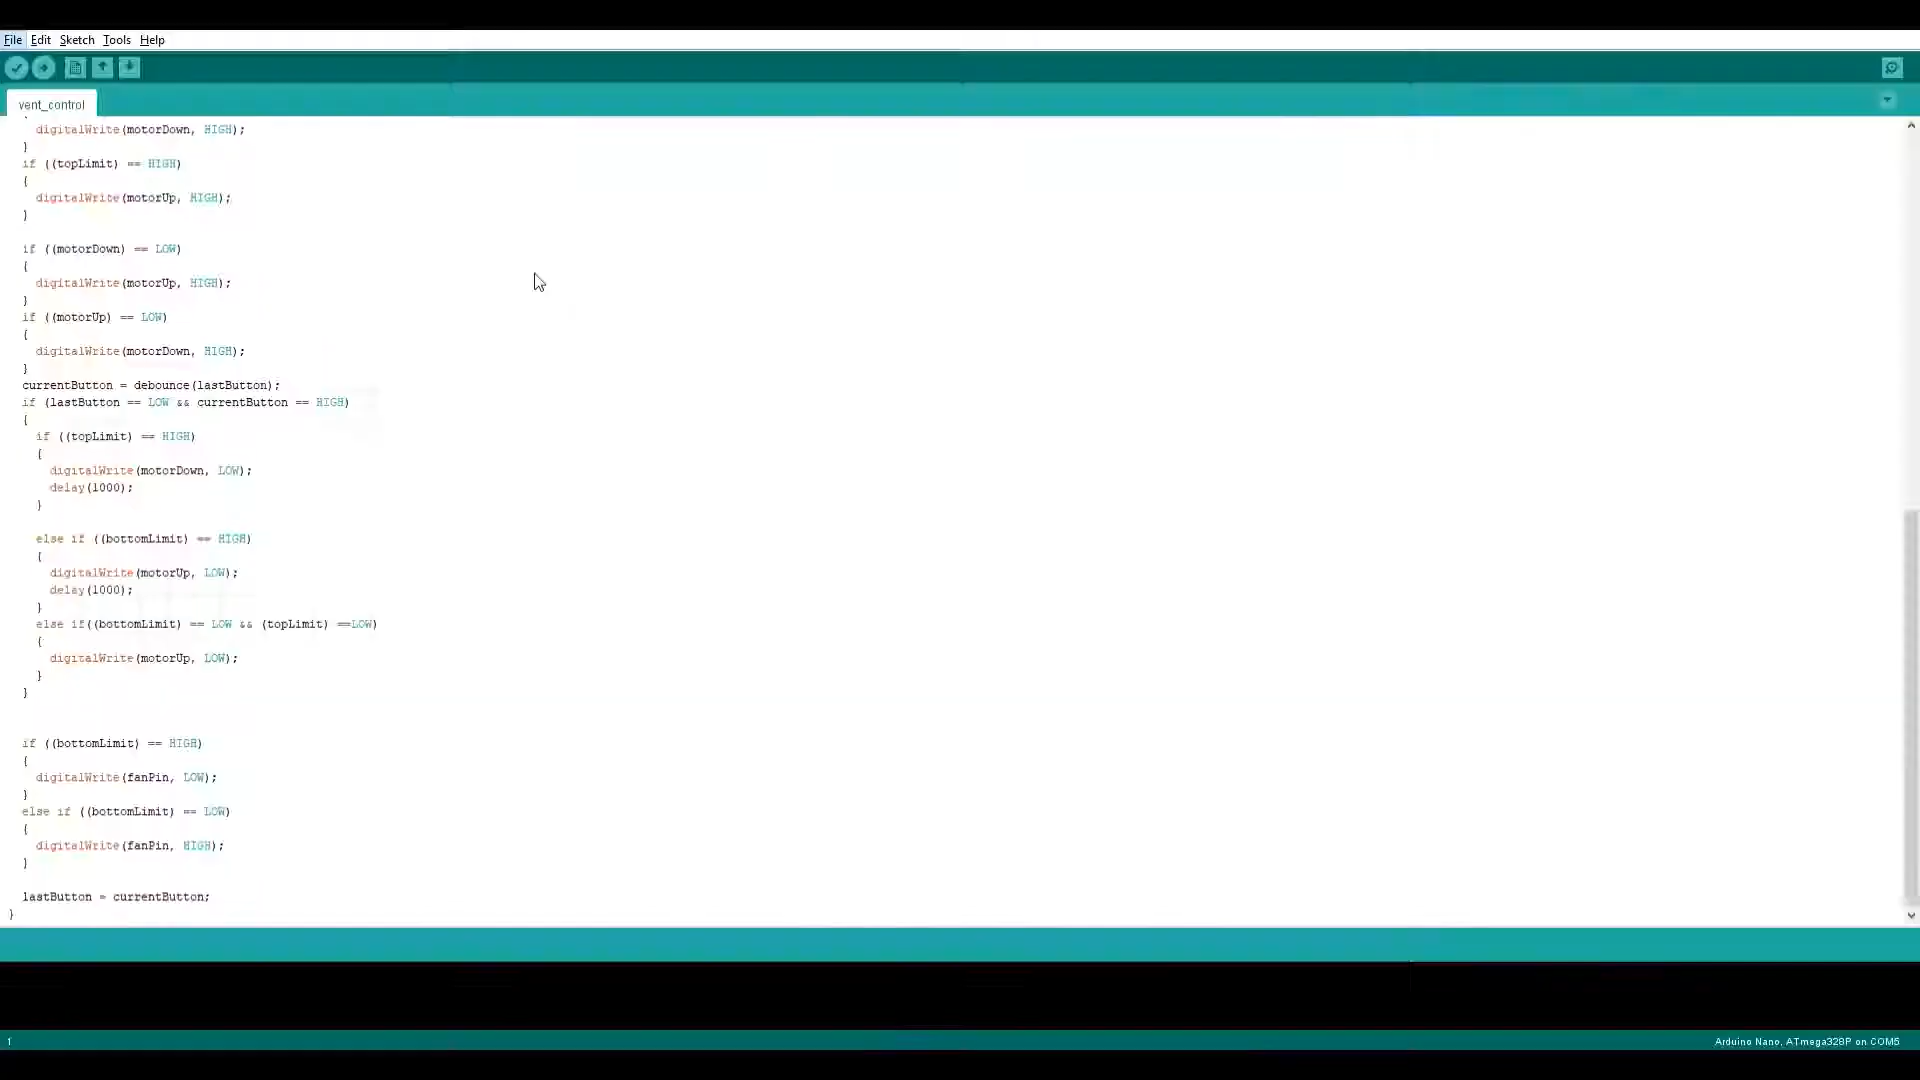 File Edit Sketch Tools Help
vent_control
digitalWrite(motorDown, HIGH);
}
if ((topLimit) == HIGH)
{
digitalWrite(motorUp, HIGH);
}
if ((motorDown) == LOW)
{
digitalWrite(motorUp, HIGH);
}
if ((motorUp) == LOW)
{
digitalWrite(motorDown, HIGH);
}
currentButton = debounce(lastButton);
if (lastButton == LOW && currentButton == HIGH)
{
if ((topLimit) == HIGH)
{
digitalWrite(motorDown, LOW);
delay(1000);
}
else if ((bottomLimit) == HIGH)
{
digitalWrite(motorUp, LOW);
delay(1000);
}
else if((bottomLimit) == LOW && (topLimit) ==LOW)
{
digitalWrite(motorUp, LOW);
}
}
if ((bottomLimit) == HIGH)
{
digitalWrite(fanPin, LOW);
}
else if ((bottomLimit) == LOW)
{
digitalWrite(fanPin, HIGH);
}
lastButton = currentButton;
}
1 Arduino Nano, ATmega328P on COM5